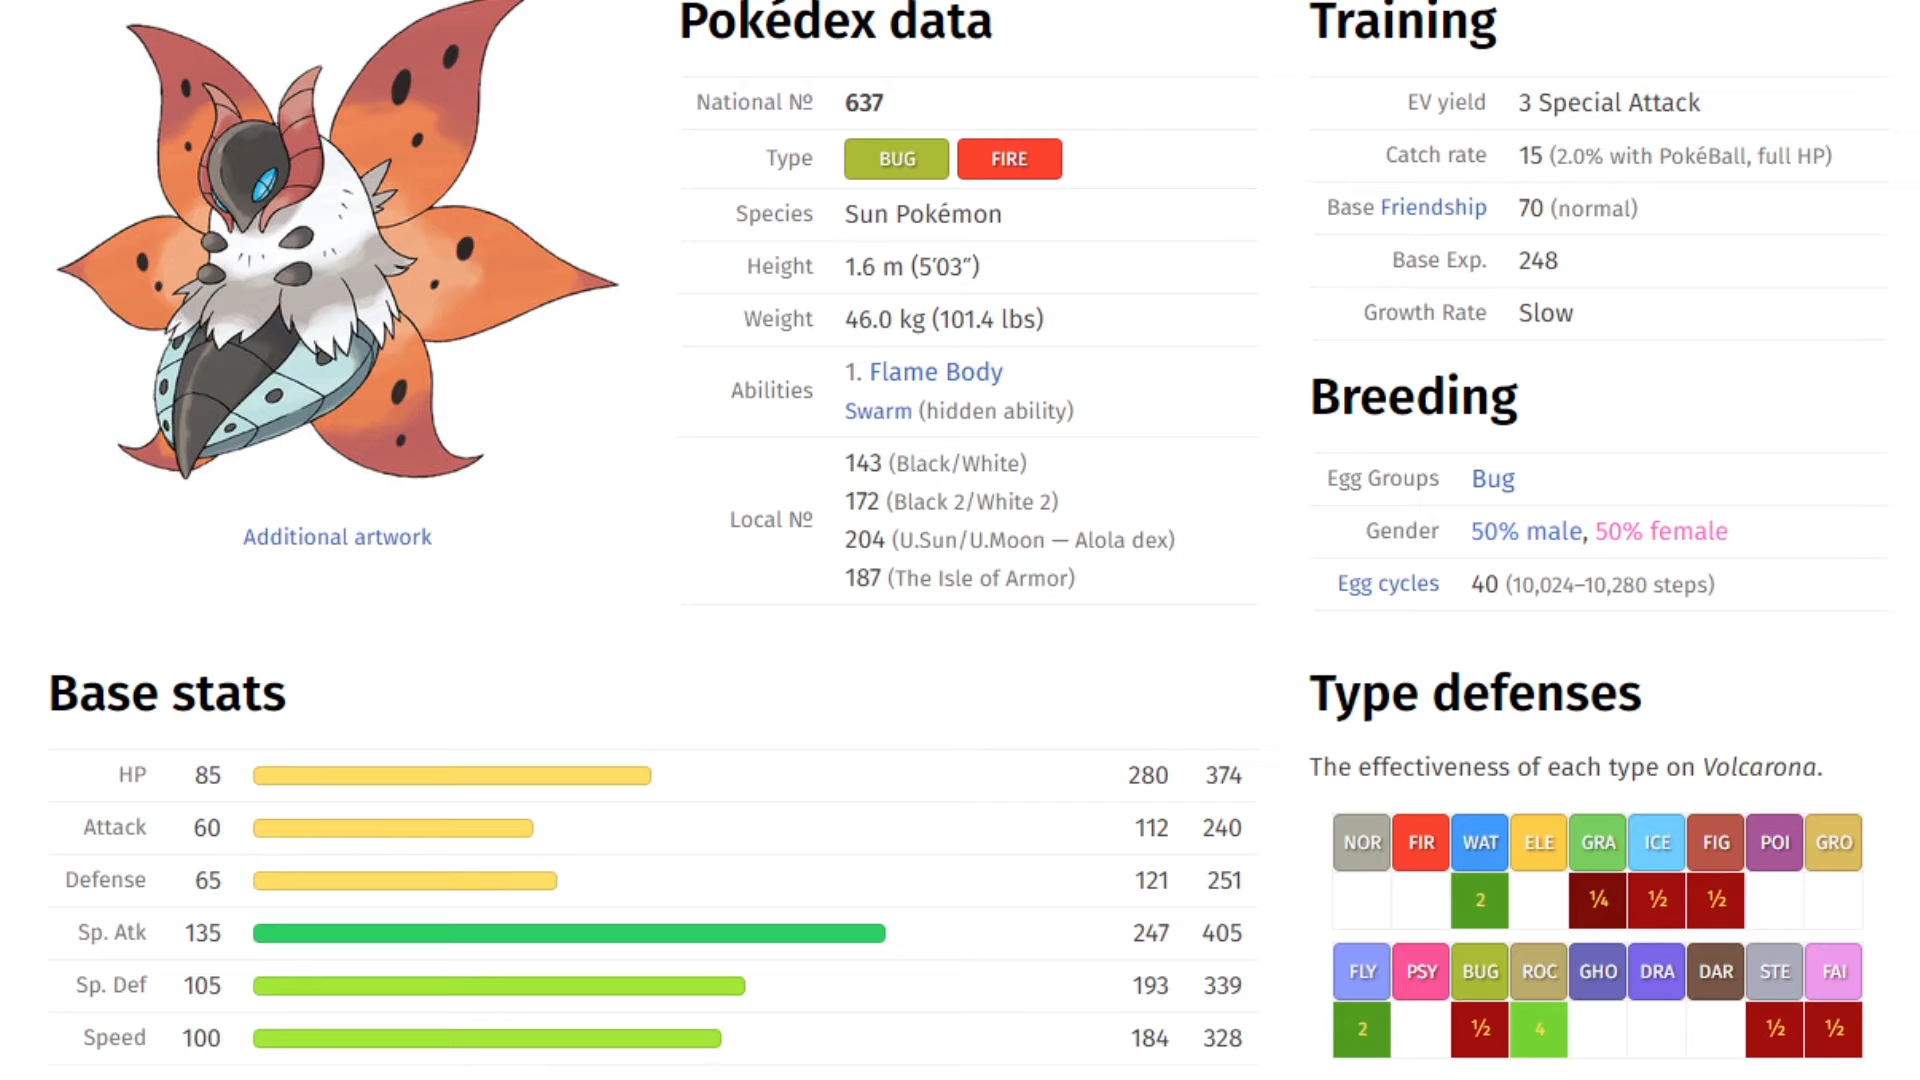 Pokédex data
National № 637
Type BUG FIRE
Species Sun Pokémon
Height 1.6 m (5′03″)
Weight 46.0 kg (101.4 lbs)
Abilities 1. Flame Body
Swarm (hidden ability)
Local № 143 (Black/White)
172 (Black 2/White 2)
204 (U.Sun/U.Moon — Alola dex)
187 (The Isle of Armor)
Additional artwork
Training
EV yield 3 Special Attack
Catch rate 15 (2.0% with PokéBall, full HP)
Base Friendship 70 (normal)
Base Exp. 248
Growth Rate Slow
Breeding
Egg Groups Bug
Gender 50% male, 50% female
Egg cycles 40 (10,024–10,280 steps)
Base stats
HP 85 280 374
Attack 60 112 240
Defense 65 121 251
Sp. Atk 135 247 405
Sp. Def 105 193 339
Speed 100 184 328
Type defenses
The effectiveness of each type on Volcarona.
NOR FIR WAT ELE GRA ICE FIG POI GRO
2 ¼ ½ ½
FLY PSY BUG ROC GHO DRA DAR STE FAI
2 ½ 4 ½ ½